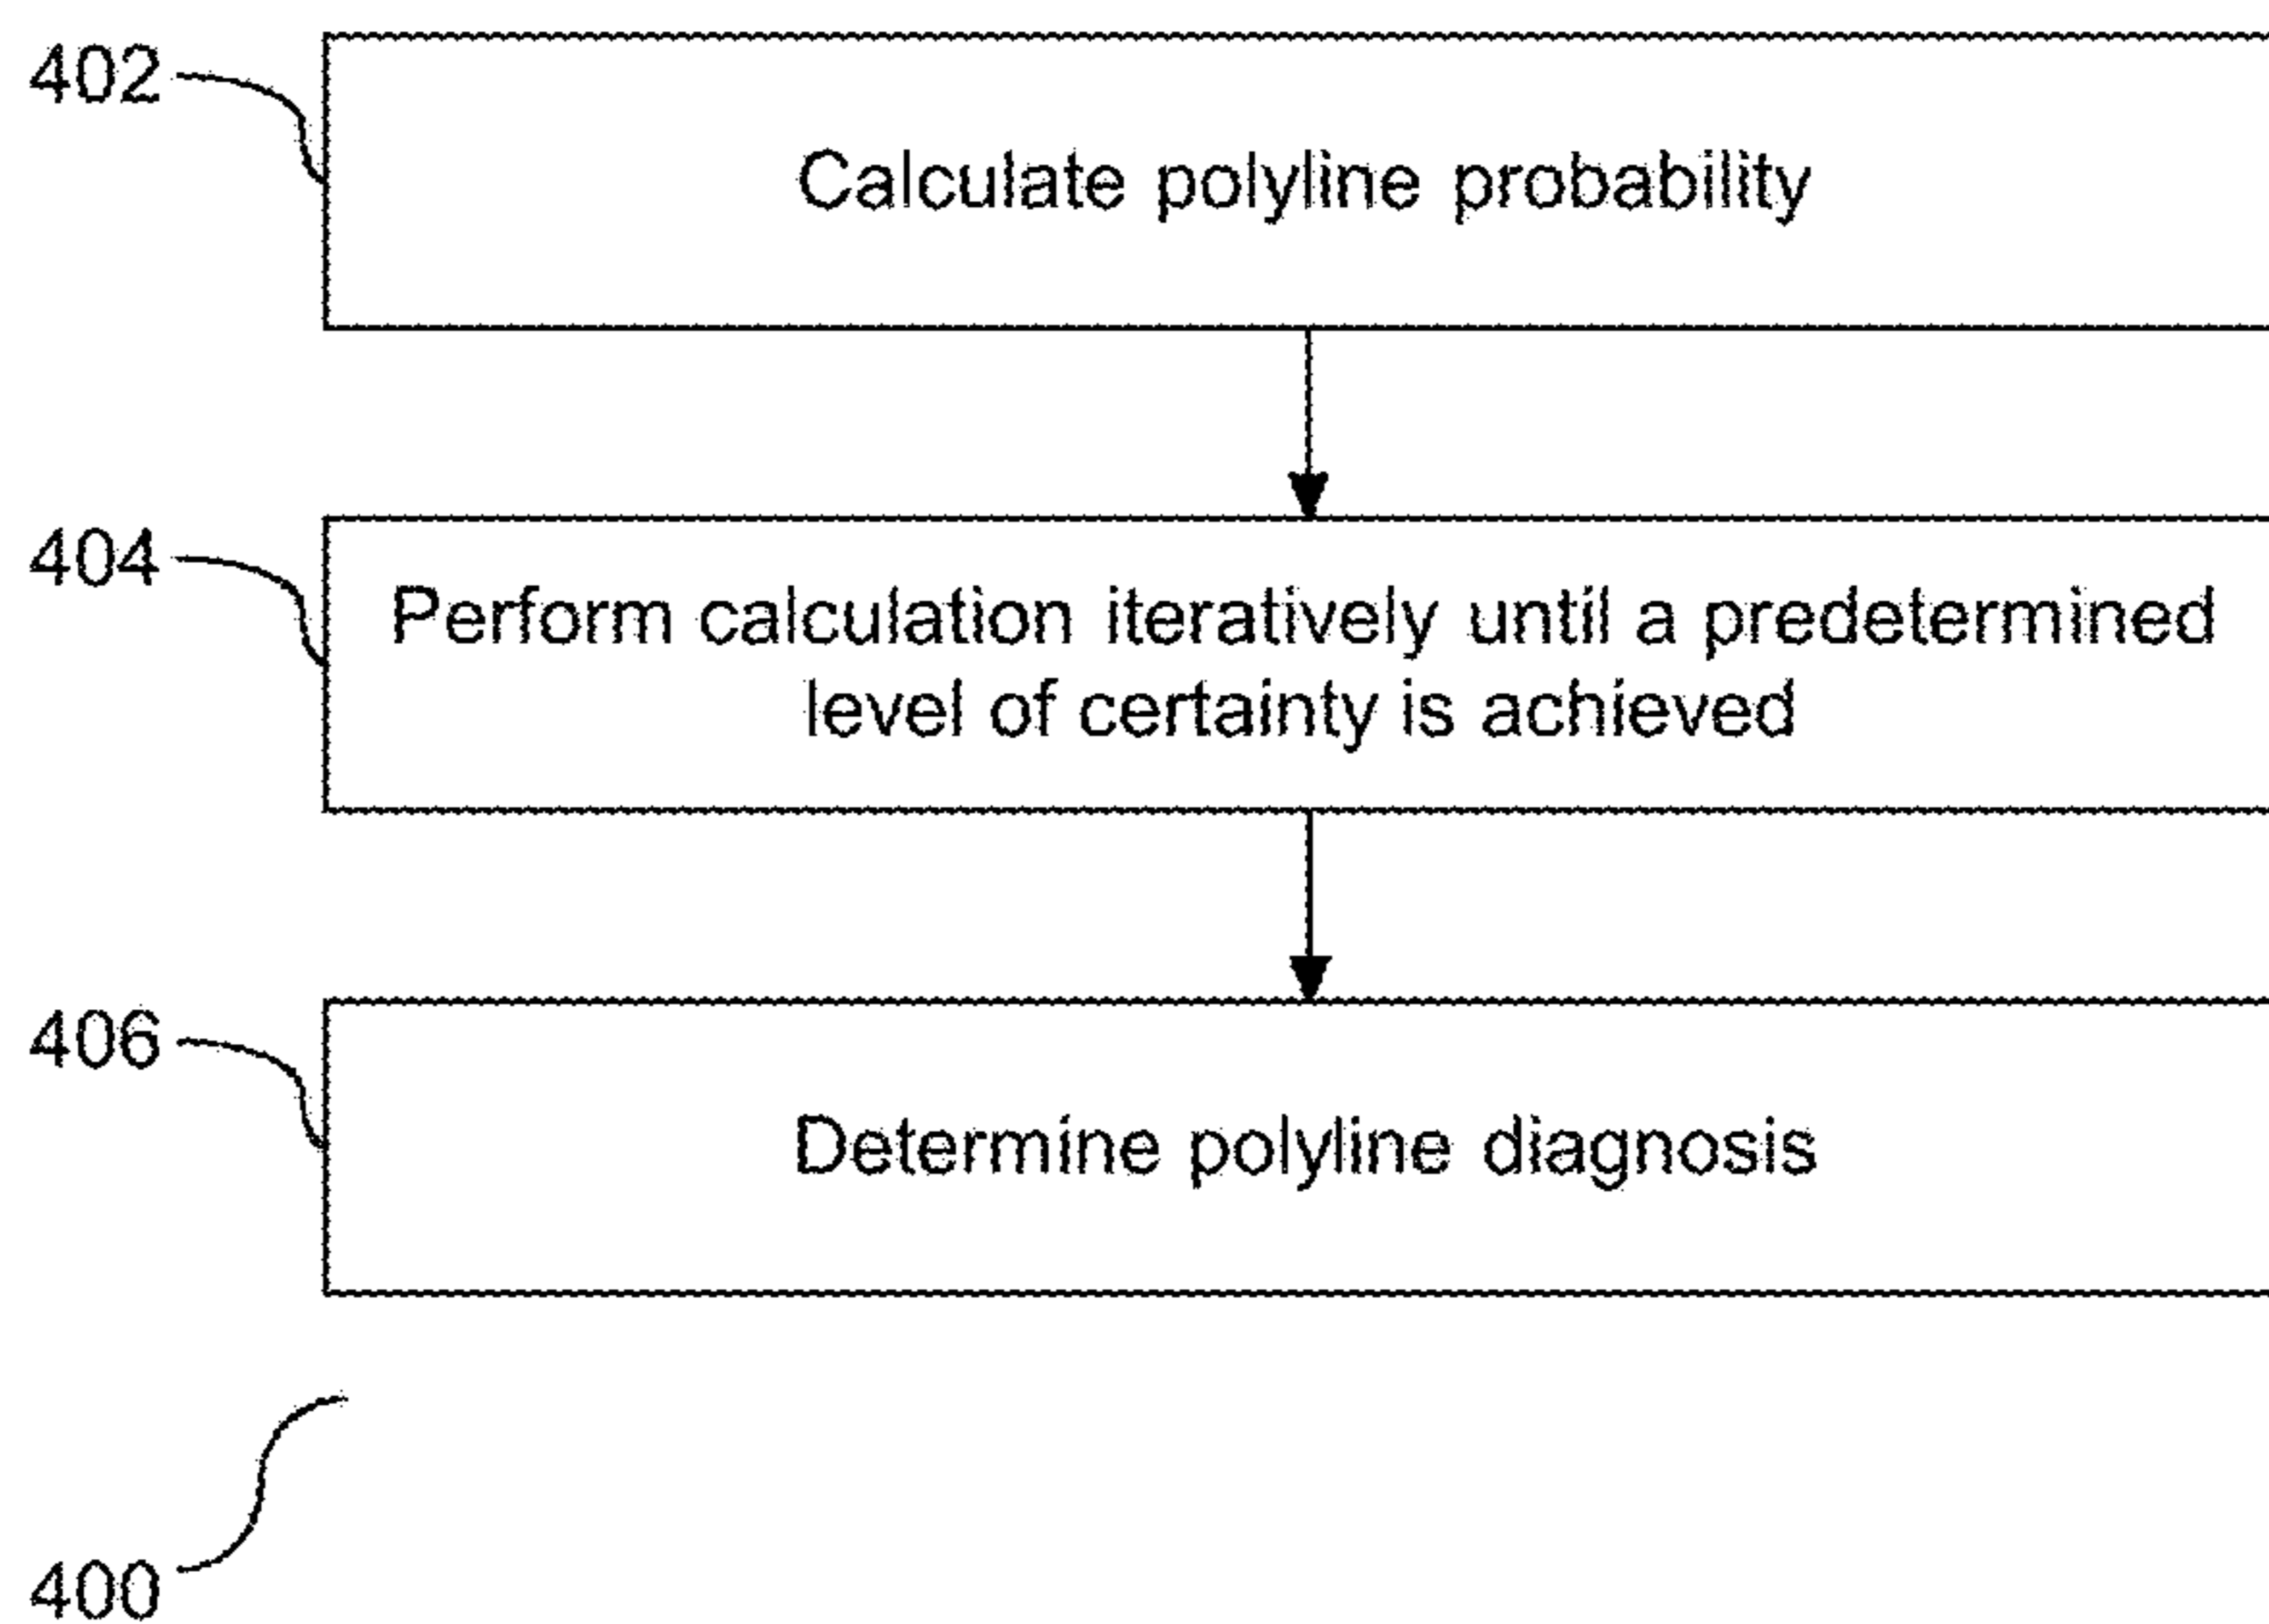 402
Calculate polyline probability
404
Perform calculation iteratively until a predetermined
level of certainty is achieved
406
Determine polyline diagnosis
400